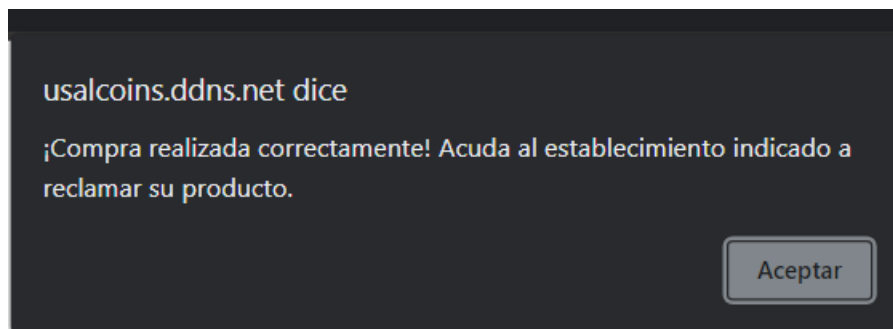 usalcoins.ddns.net dice
¡Compra realizada correctamente! Acuda al establecimiento indicado a
reclamar su producto.
Aceptar